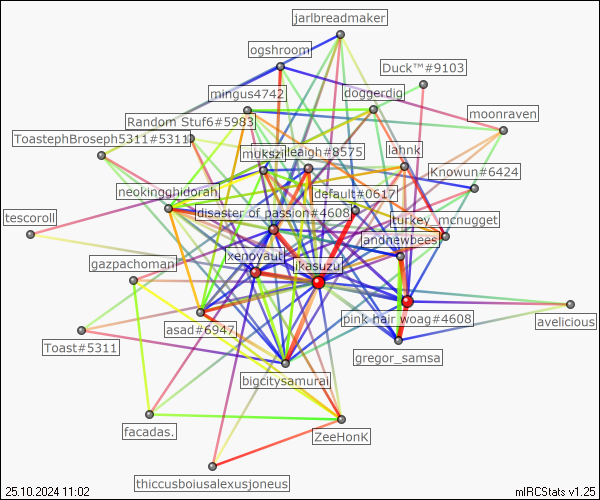 jarlbreadmaker
ogshroom
Duck™#9103
mingus4742
doggerdig
moonraven
Random Stuf6#5983
ToastephBroseph5311#5311
lahnk
leigh#8575
mukszi
Knowun#6424
neokingghidorah
default#0617
tescoroll
disaster of passion#4608
turkey_mcnugget
andnewbees
xenoyaut
ikasuzu
gazpachoman
pink hair woag#4608
avelicious
asad#6947
Toast#5311
gregor_samsa
bigcitysamurai
facadas.
ZeeHonK
thiccusboiusalexusjoneus
25.10.2024 11:02
mIRCStats v1.25